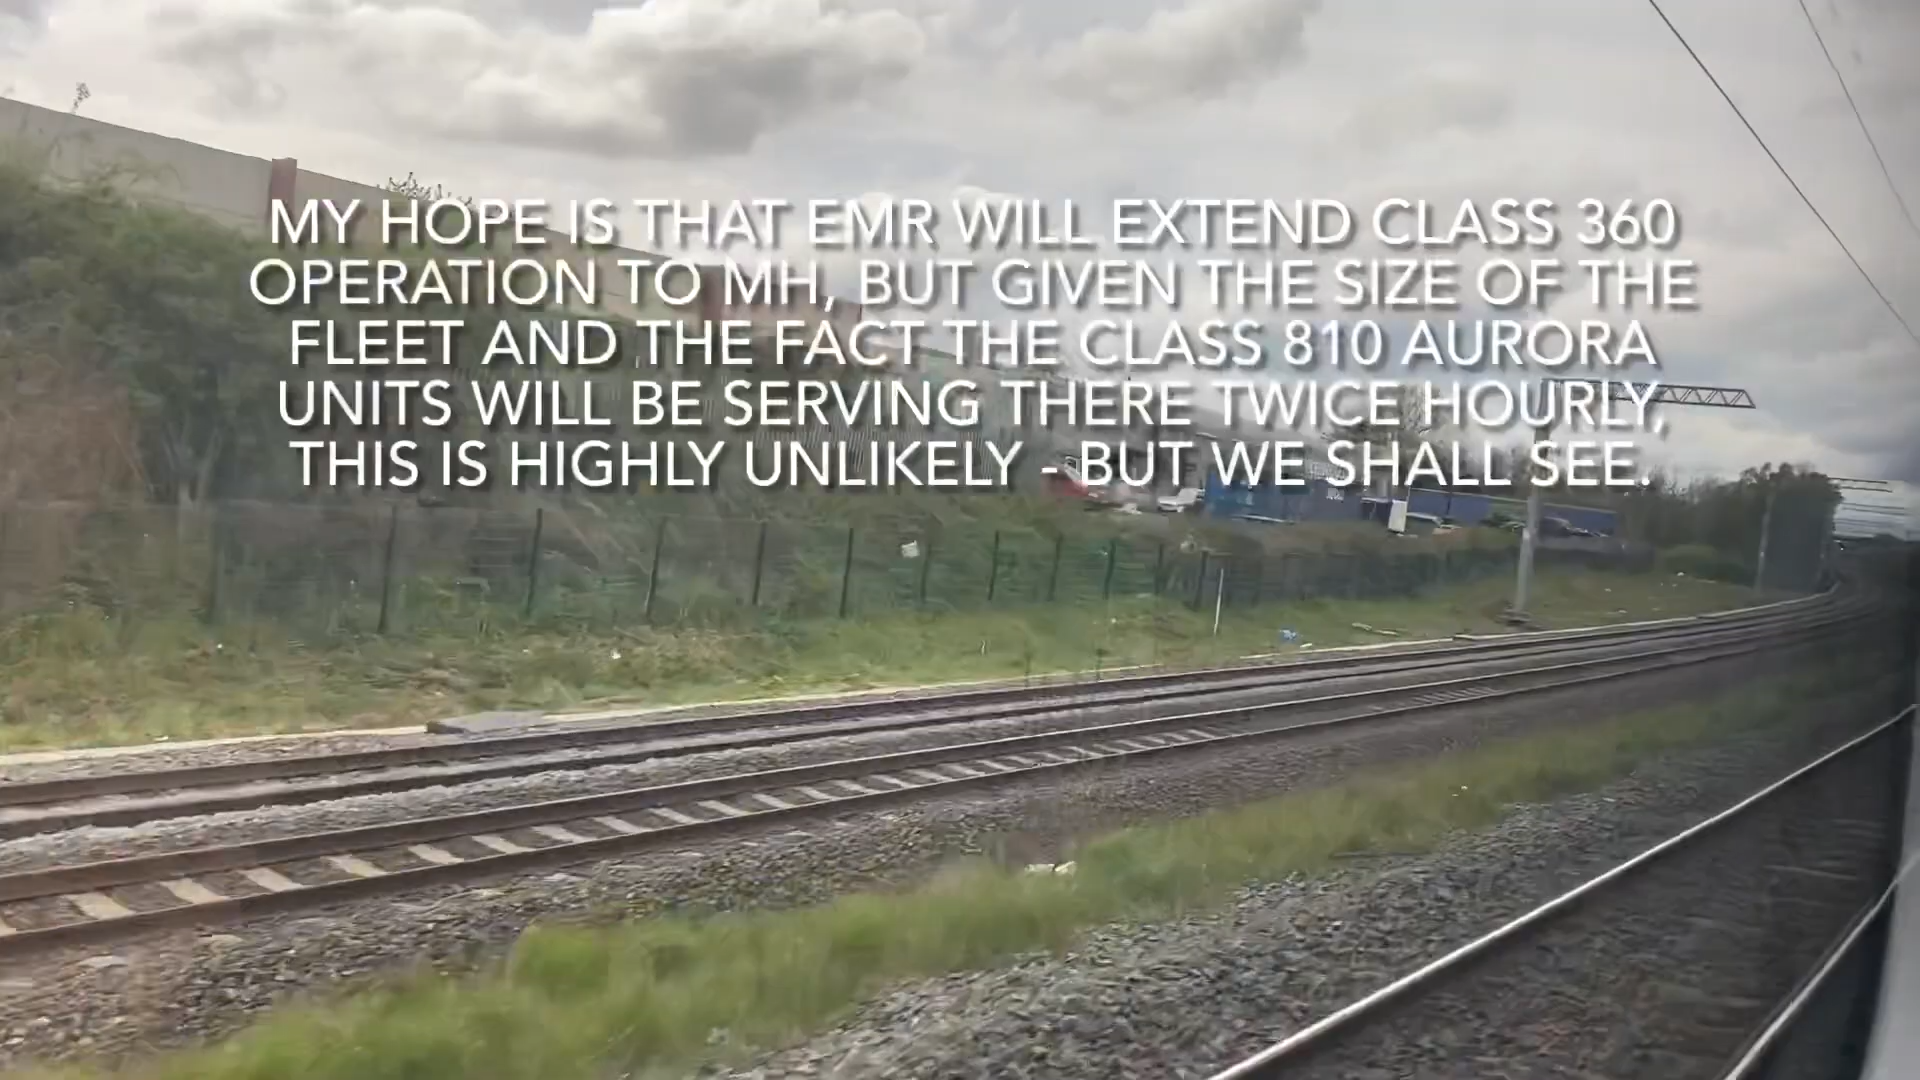 MY HOPE IS THAT EMR WILL EXTEND CLASS 360
OPERATION TO MH, BUT GIVEN THE SIZE OF THE
FLEET AND THE FACT THE CLASS 810 AURORA
UNITS WILL BE SERVING THERE TWICE HOURLY,
THIS IS HIGHLY UNLIKELY - BUT WE SHALL SEE.